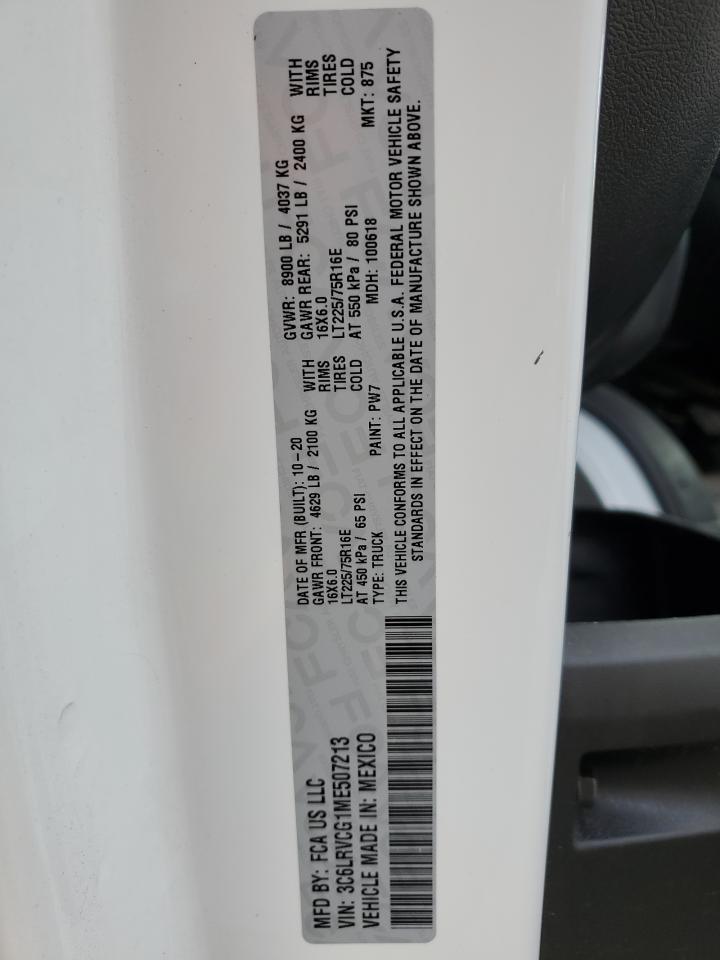 MFD BY: FCA US LLC
VIN: 3C6LRVCG1ME507213
VEHICLE MADE IN: MEXICO
DATE OF MFR (BUILT): 10-20
GAWR FRONT: 4629 LB / 2100 KG WITH
16X6.0 RIMS
LT225/75R16E TIRES
AT 450 kPa / 65 PSI COLD
TYPE: TRUCK PAINT: PW7
GVWR: 8900 LB / 4037 KG
GAWR REAR: 5291 LB / 2400 KG WITH
16X6.0 RIMS
LT225/75R16E TIRES
AT 550 kPa / 80 PSI COLD
MDH: 100618 MKT: 875
THIS VEHICLE CONFORMS TO ALL APPLICABLE U.S.A. FEDERAL MOTOR VEHICLE SAFETY
STANDARDS IN EFFECT ON THE DATE OF MANUFACTURE SHOWN ABOVE.